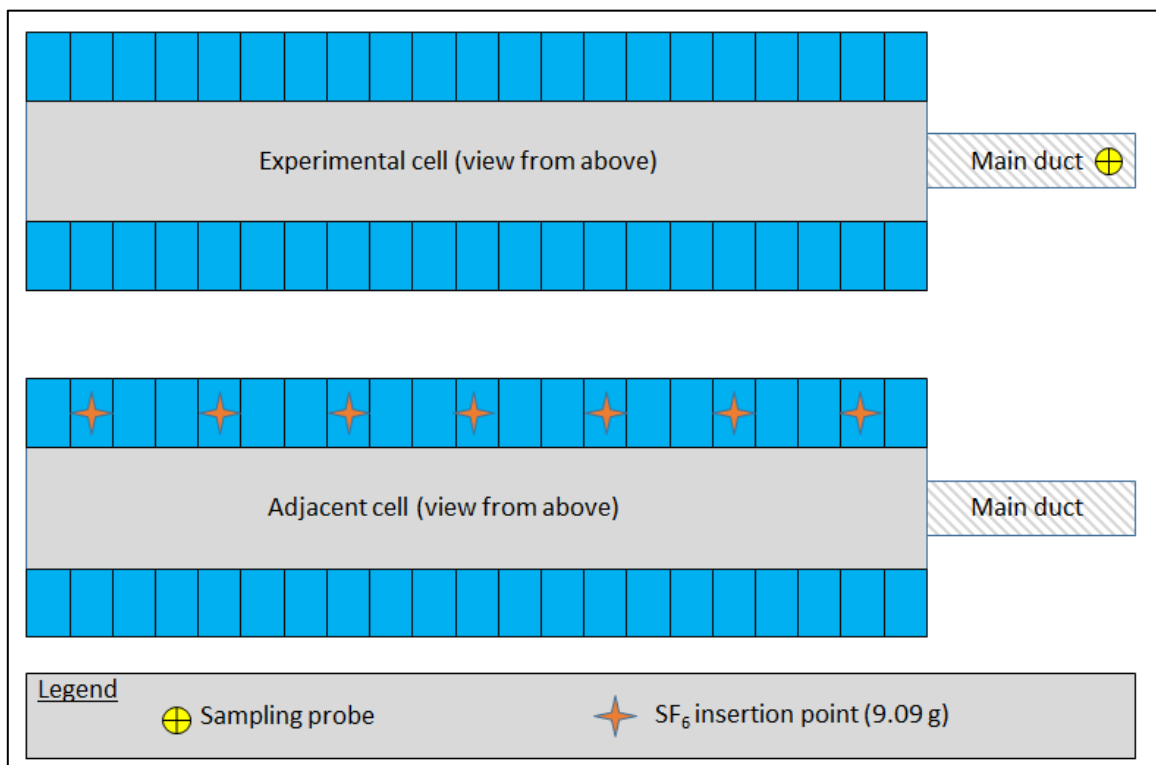 Experimental cell (view from above)
Main duct
Adjacent cell (view from above)
Main duct
Legend
Sampling probe
SF₆ insertion point (9.09 g)